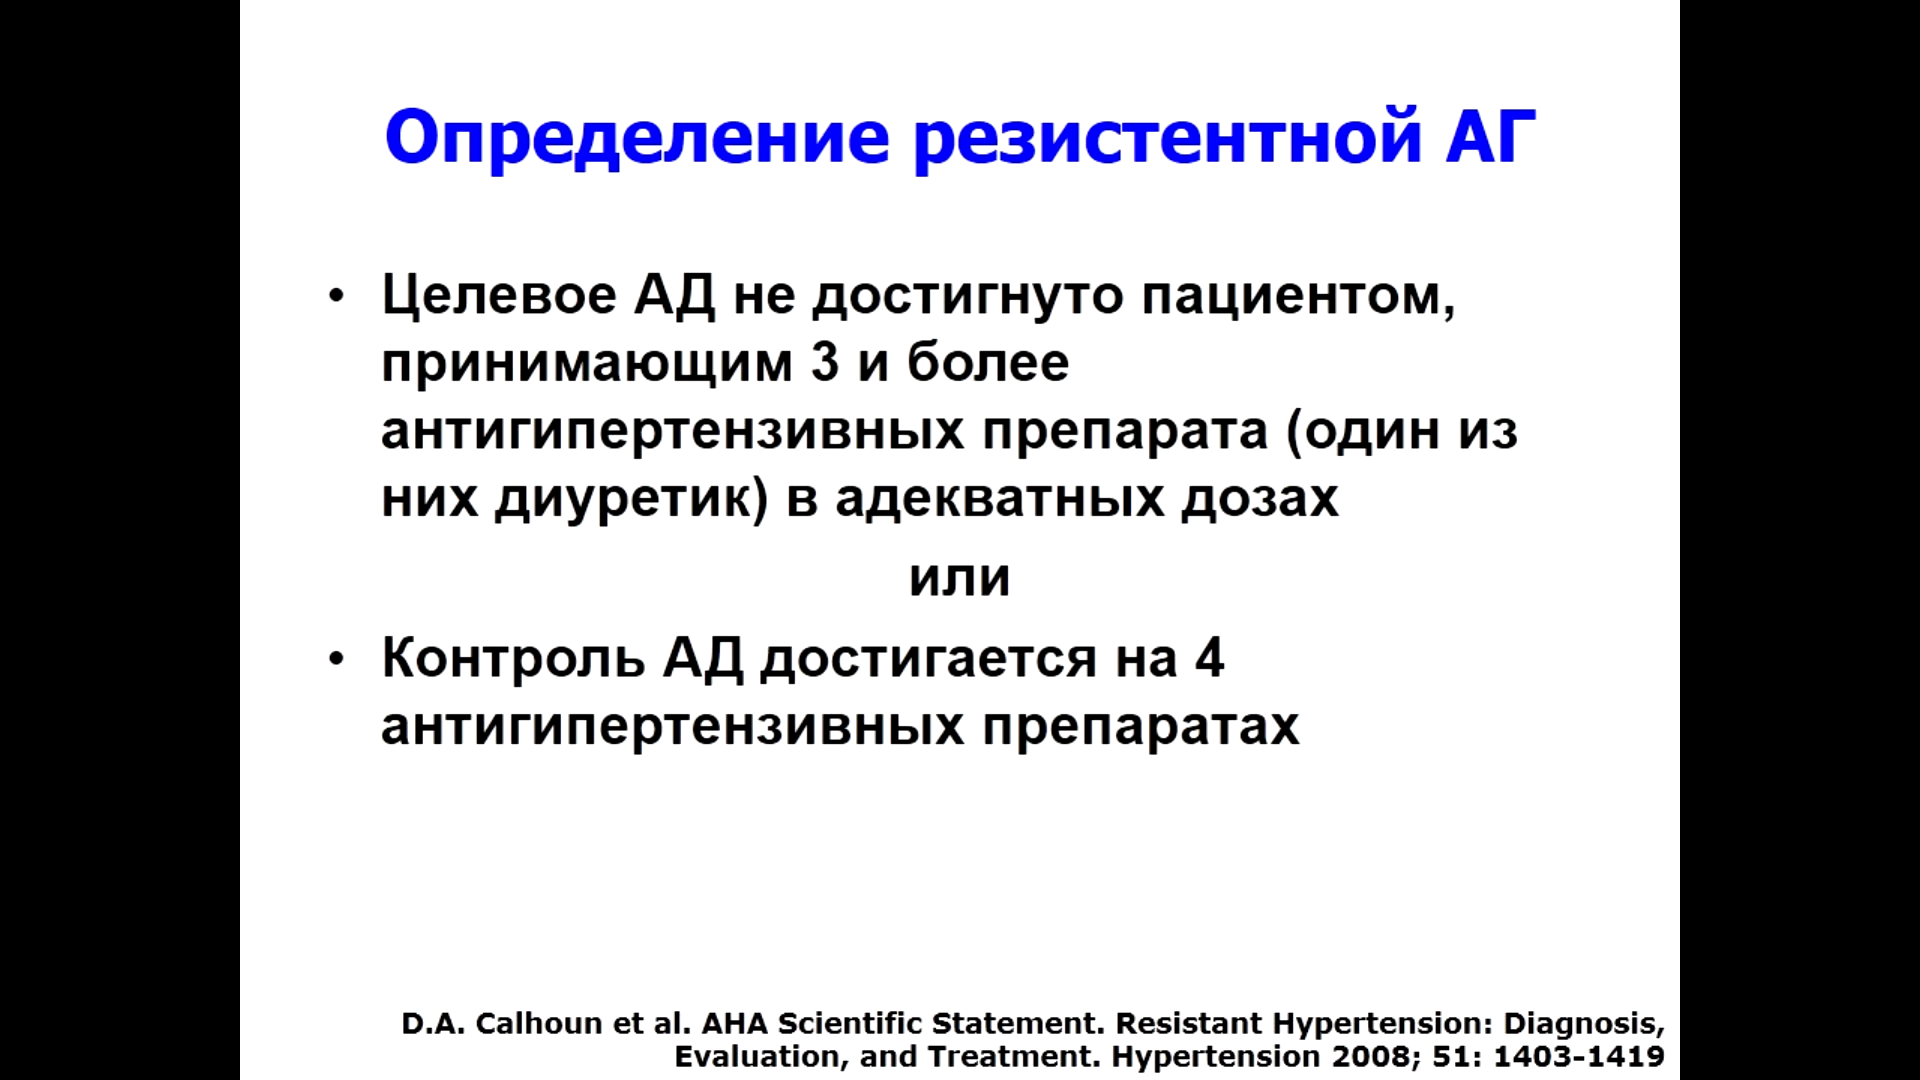 Определение резистентной АГ
• Целевое АД не достигнуто пациентом,
принимающим 3 и более
антигипертензивных препарата (один из
них диуретик) в адекватных дозах
или
• Контроль АД достигается на 4
антигипертензивных препаратах
D.A. Calhoun et al. AHA Scientific Statement. Resistant Hypertension: Diagnosis,
Evaluation, and Treatment. Hypertension 2008; 51: 1403-1419